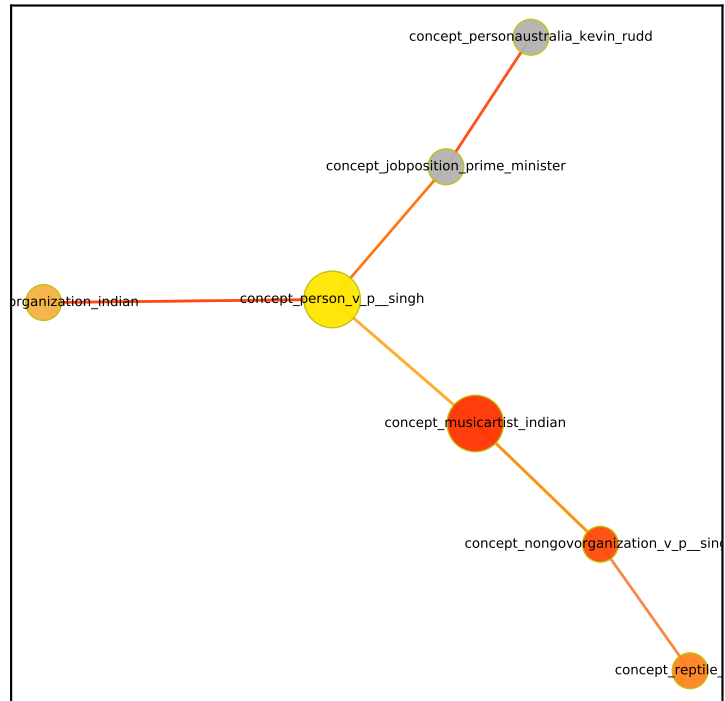 concept_personaustralia_kevin_rudd
concept_jobposition_prime_minister
concept_person_v_p__singh
organization_indian
concept_musicartist_indian
concept_nongovorganization_v_p__sing
concept_reptile_